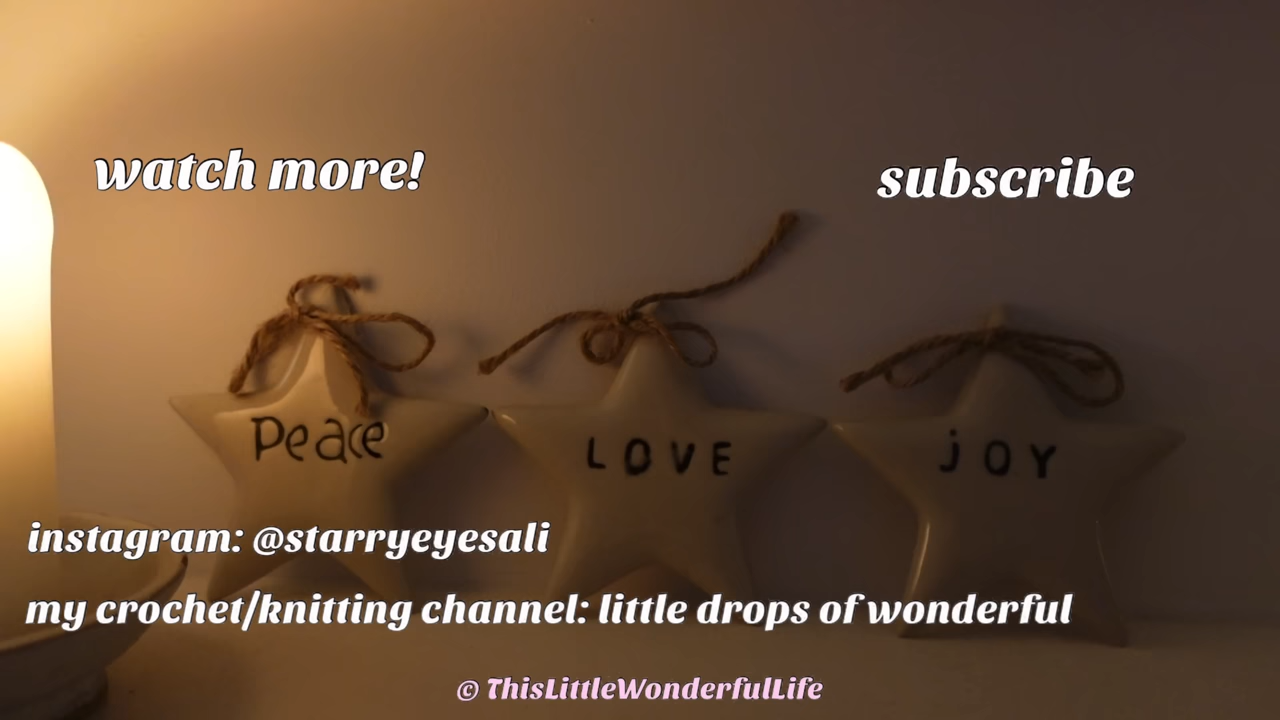 watch more!
subscribe
Peace
LOVE
jOY
instagram: @starryeyesali
my crochet/knitting channel: little drops of wonderful
© ThisLittleWonderfulLife